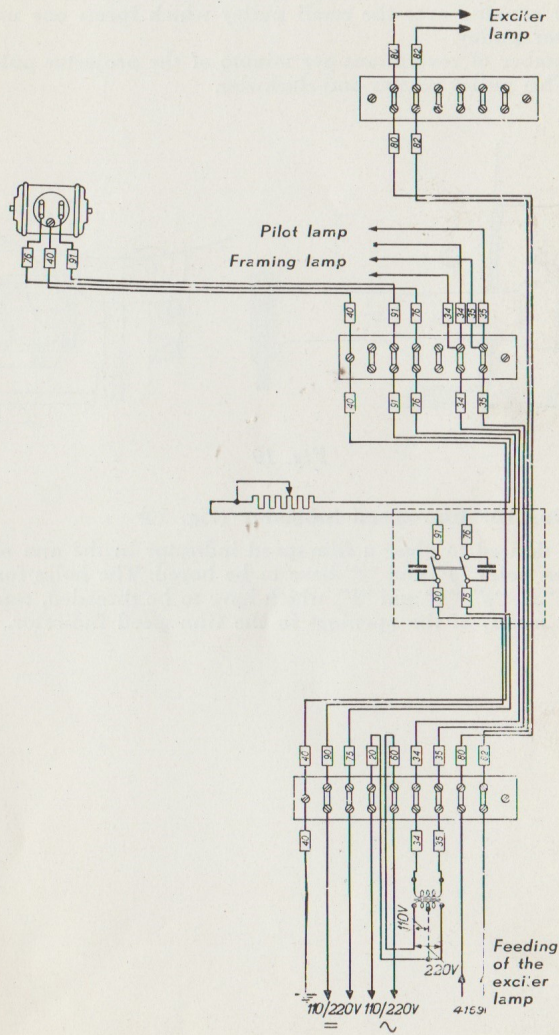 Exciter
lamp
80 82
80 82
Pilot lamp
Framing lamp
76 40 91
40 91 76 34 34 35 35
40 91 76 34 35
91 76
90 75
40 90 75 20 60 34 35 80 82
40 34 35
110V
220V
Feeding
of the
exciter
lamp
110/220V 110/220V
= ~
41691